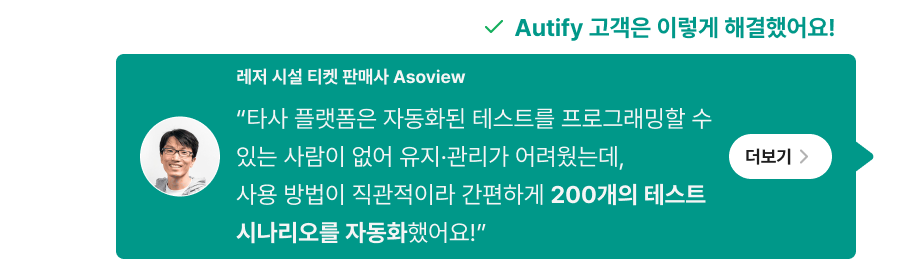 Autify 고객은 이렇게 해결했어요!
레저 시설 티켓 판매사 Asoview
“타사 플랫폼은 자동화된 테스트를 프로그래밍할 수
있는 사람이 없어 유지·관리가 어려웠는데,
사용 방법이 직관적이라 간편하게 200개의 테스트
시나리오를 자동화했어요!”
더보기